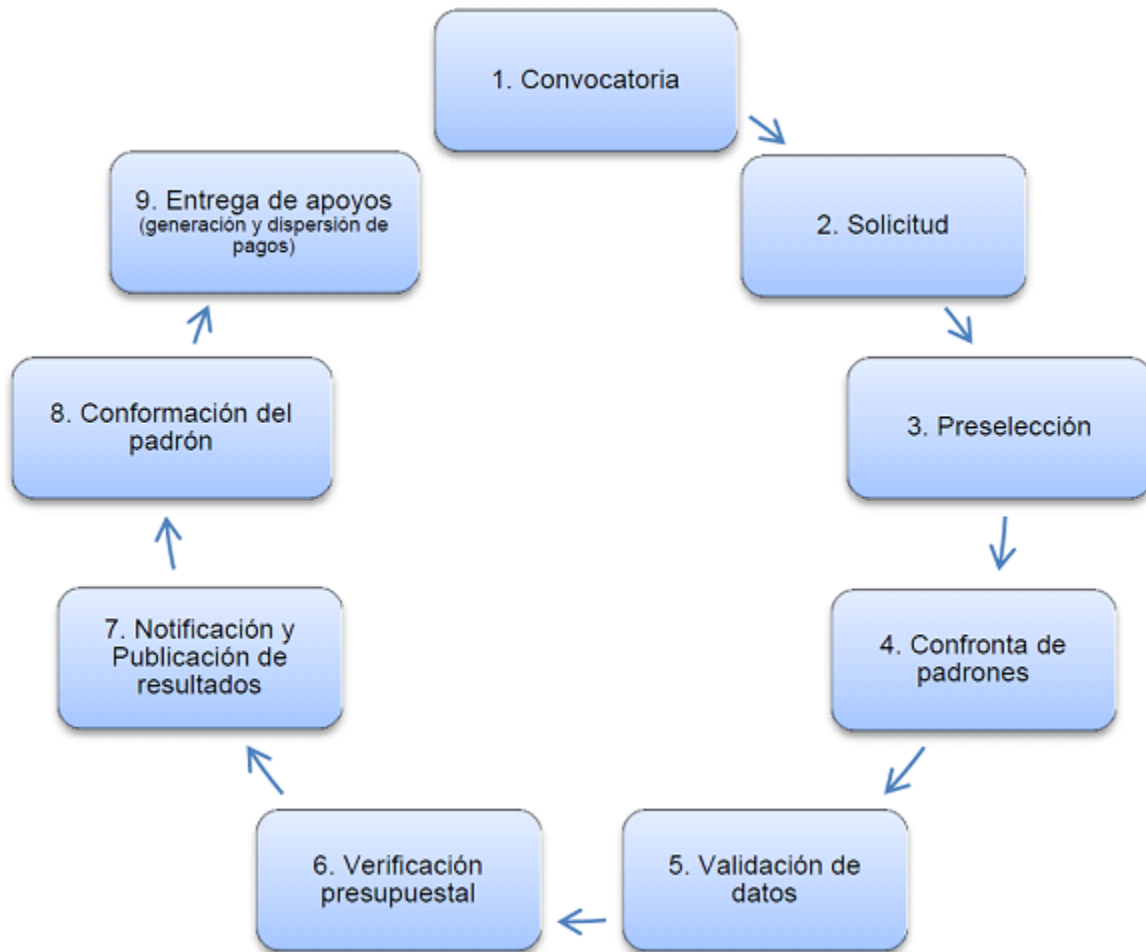 1. Convocatoria
2. Solicitud
3. Preselección
4. Confronta de
padrones
5. Validación de
datos
6. Verificación
presupuestal
7. Notificación y
Publicación de
resultados
8. Conformación del
padrón
9. Entrega de apoyos
(generación y dispersión de
pagos)